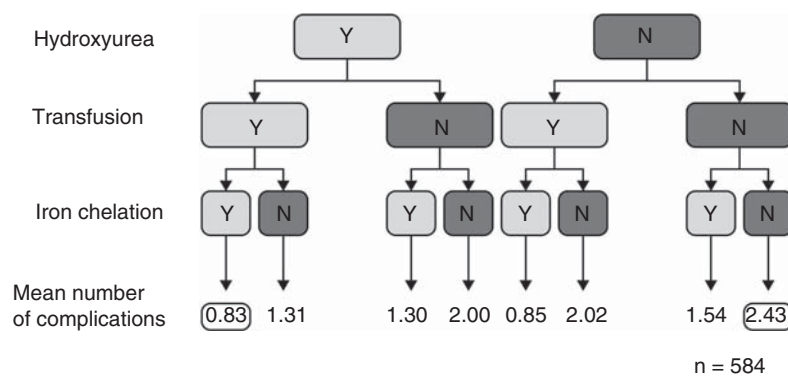 Hydroxyurea Y N
Transfusion Y N Y N
Iron chelation Y N Y N Y N Y N
Mean number
of complications 0.83 1.31 1.30 2.00 0.85 2.02 1.54 2.43
n = 584